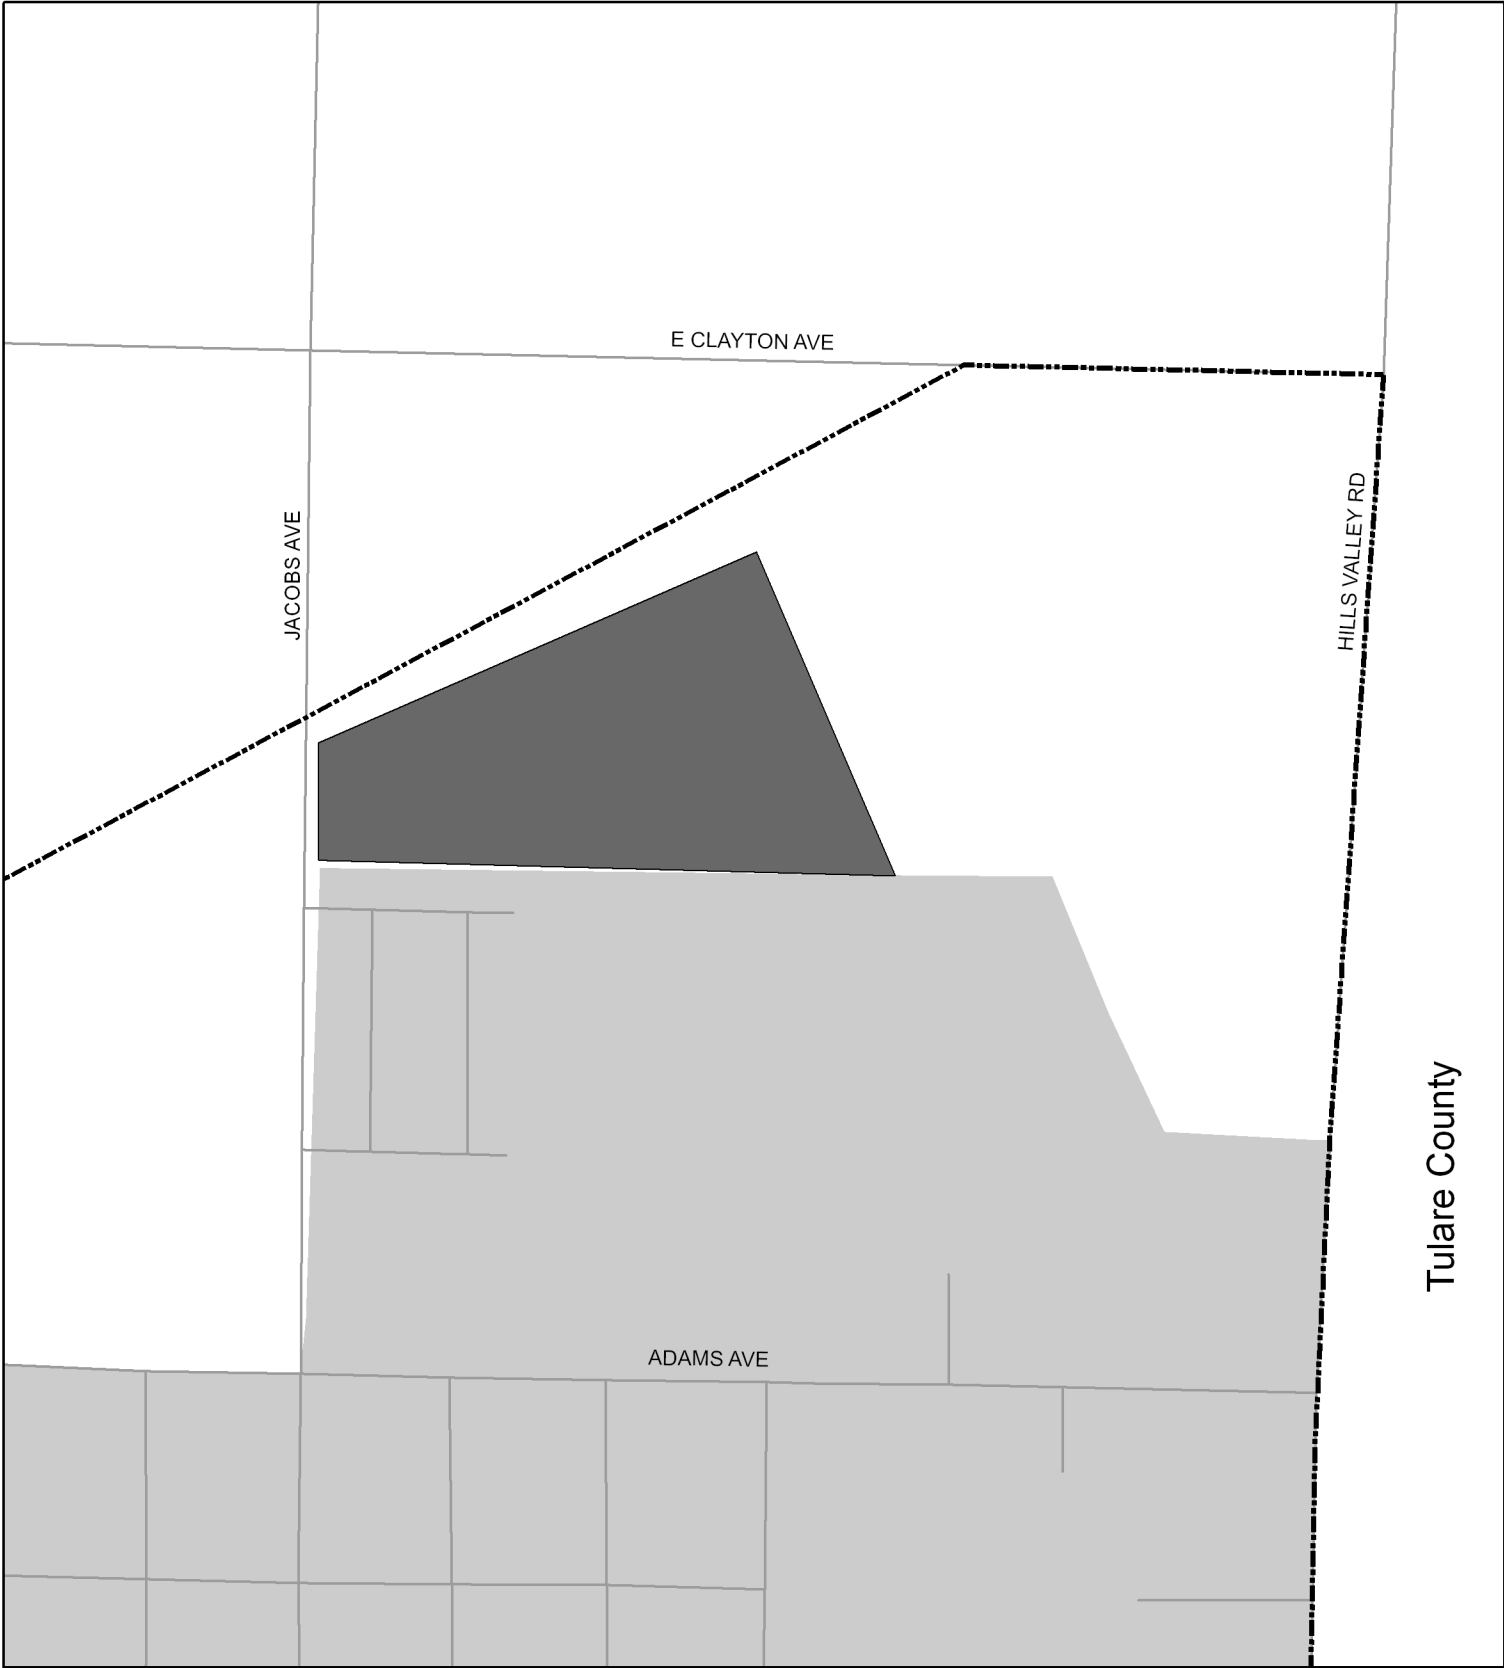 E CLAYTON AVE
JACOBS AVE
HILLS VALLEY RD
Tulare County
ADAMS AVE